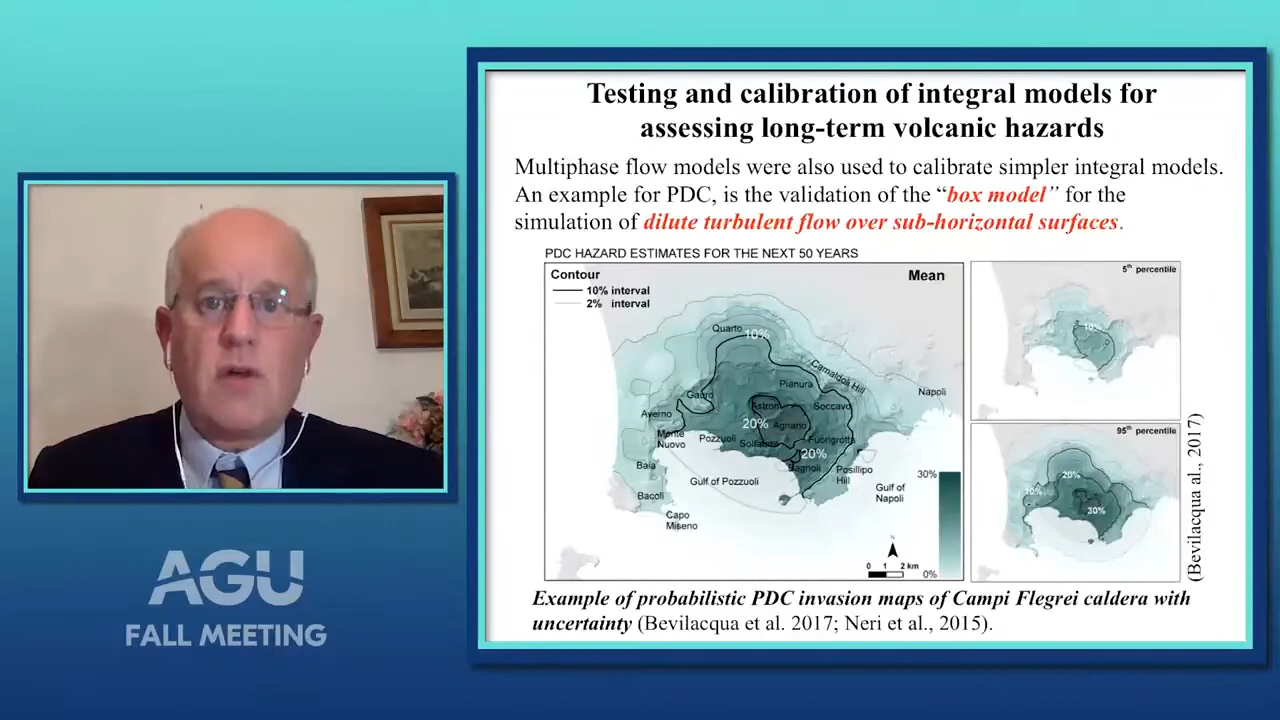 Testing and calibration of integral models for
assessing long-term volcanic hazards
Multiphase flow models were also used to calibrate simpler integral models.
An example for PDC, is the validation of the “box model” for the
simulation of dilute turbulent flow over sub-horizontal surfaces.
PDC HAZARD ESTIMATES FOR THE NEXT 50 YEARS
Contour
10% interval
2% interval
Mean
Quarto
10%
Camaldoli Hill
Pianura
Napoli
Gauro
Astroni
Soccavo
Averno
20%
Agnano
Monte
Nuovo
Pozzuoli
Solfatara
Fuorigrotta
20%
Baia
Bagnoli
Posillipo
Hill
Gulf of Pozzuoli
Bacoli
Gulf of
Napoli
Capo
Miseno
30%
0%
N
0 1 2 km
5th percentile
10%
95th percentile
20%
10%
30%
(Bevilacqua al., 2017)
Example of probabilistic PDC invasion maps of Campi Flegrei caldera with
uncertainty (Bevilacqua et al. 2017; Neri et al., 2015).
AGU
FALL MEETING